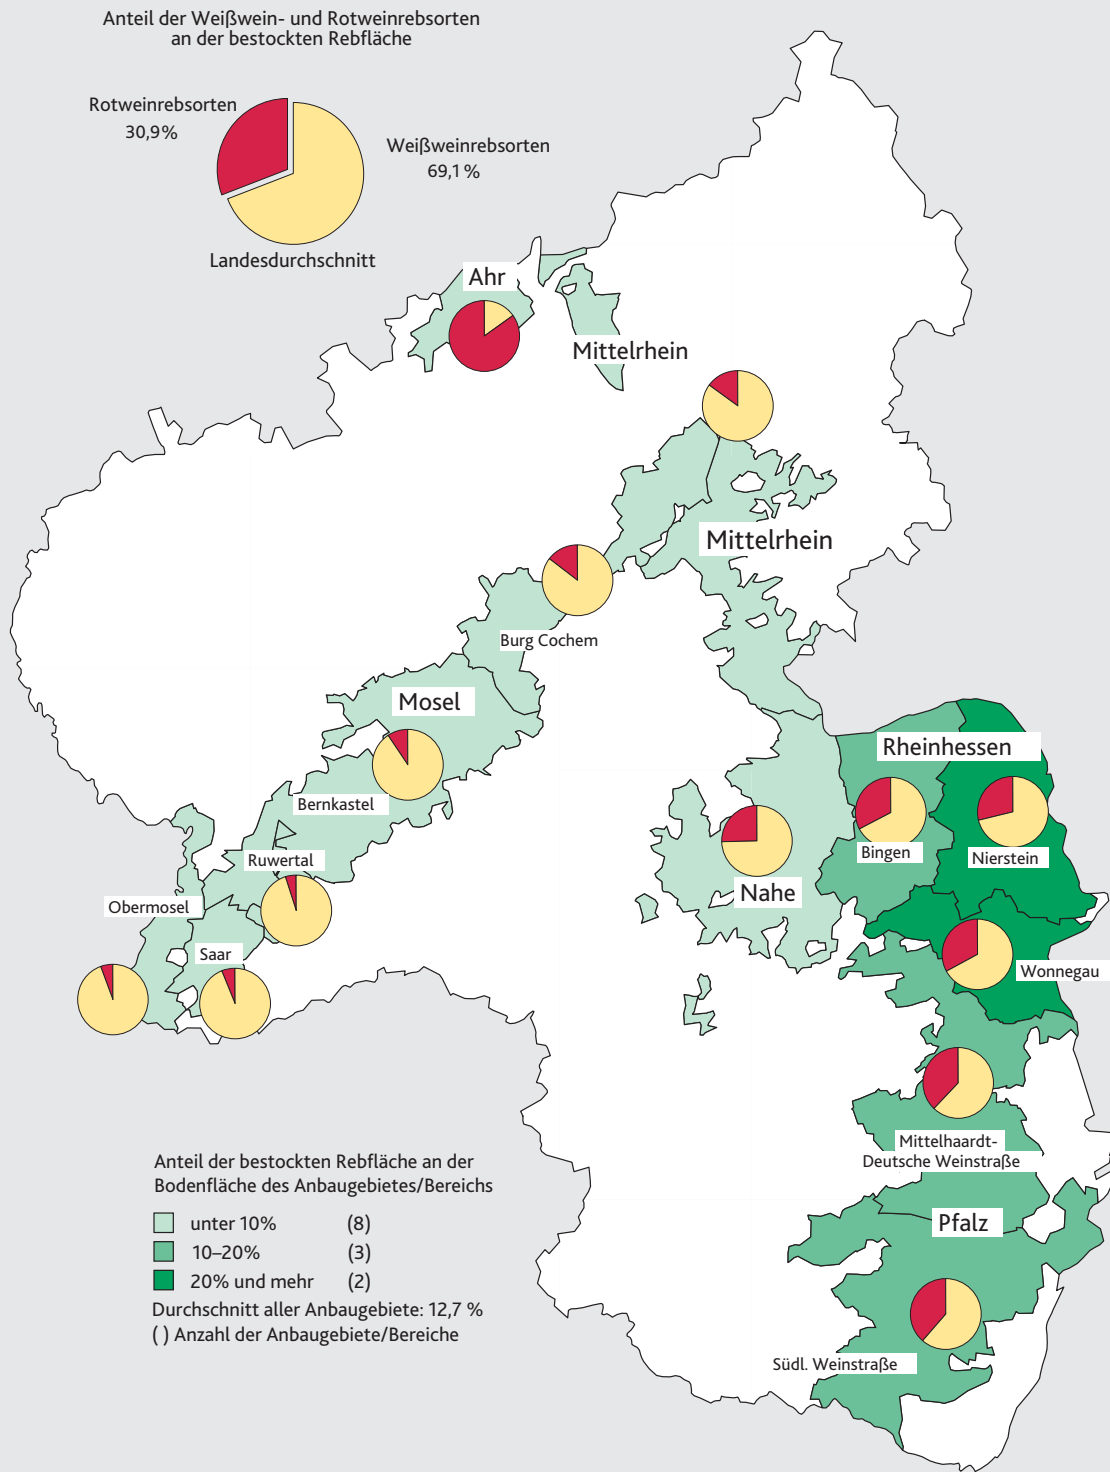 Anteil der Weißwein- und Rotweinrebsorten
an der bestockten Rebfläche
Rotweinrebsorten
30,9%
Weißweinrebsorten
69,1%
Landesdurchschnitt
Ahr
Mittelrhein
Mittelrhein
Burg Cochem
Mosel
Rheinhessen
Bernkastel
Bingen
Nierstein
Ruwertal
Nahe
Obermosel
Saar
Wonnegau
Mittelhaardt-
Deutsche Weinstraße
Pfalz
Südl. Weinstraße
Anteil der bestockten Rebfläche an der
Bodenfläche des Anbaugebietes/Bereichs
unter 10% (8)
10–20% (3)
20% und mehr (2)
Durchschnitt aller Anbaugebiete: 12,7 %
( ) Anzahl der Anbaugebiete/Bereiche